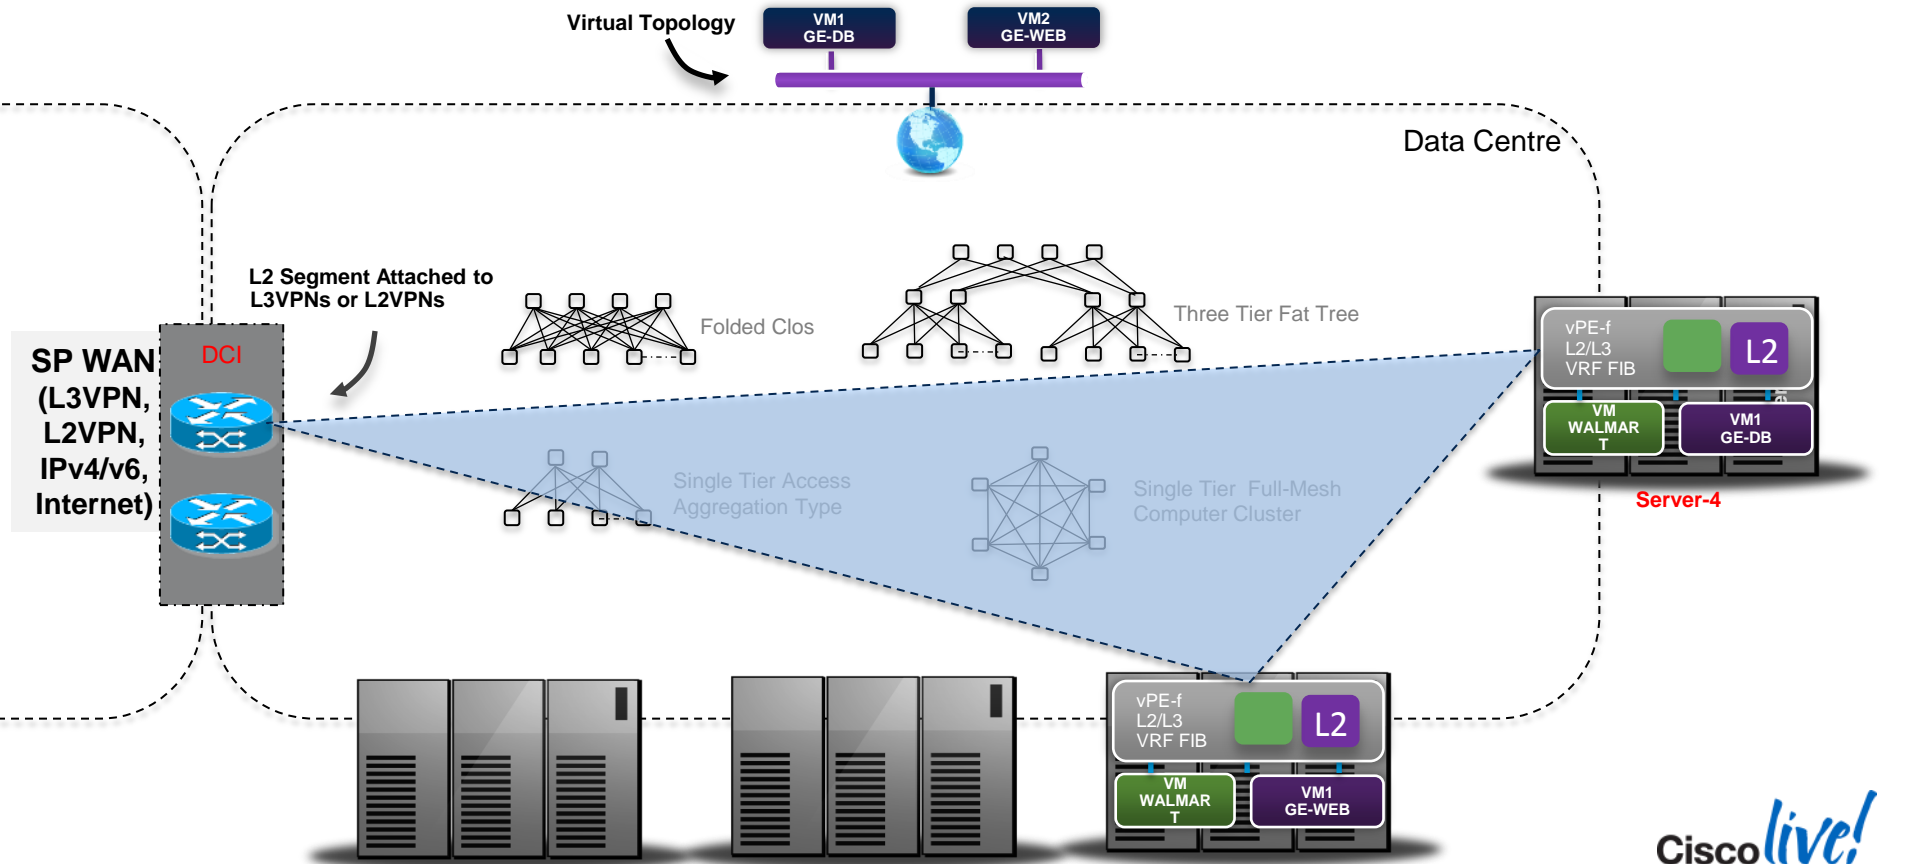 Virtual Topology
VM1
GE-DB
VM2
GE-WEB
Data Centre
L2 Segment Attached to
L3VPNs or L2VPNs
Folded Clos
Three Tier Fat Tree
SP WAN
(L3VPN,
L2VPN,
IPv4/v6,
Internet)
DCI
vPE-f
L2/L3
VRF FIB
L2
VM
WALMAR
T
VM1
GE-DB
Server-4
Single Tier Access
Aggregation Type
Single Tier Full-Mesh
Computer Cluster
vPE-f
L2/L3
VRF FIB
L2
VM
WALMAR
T
VM1
GE-WEB
Cisco live!